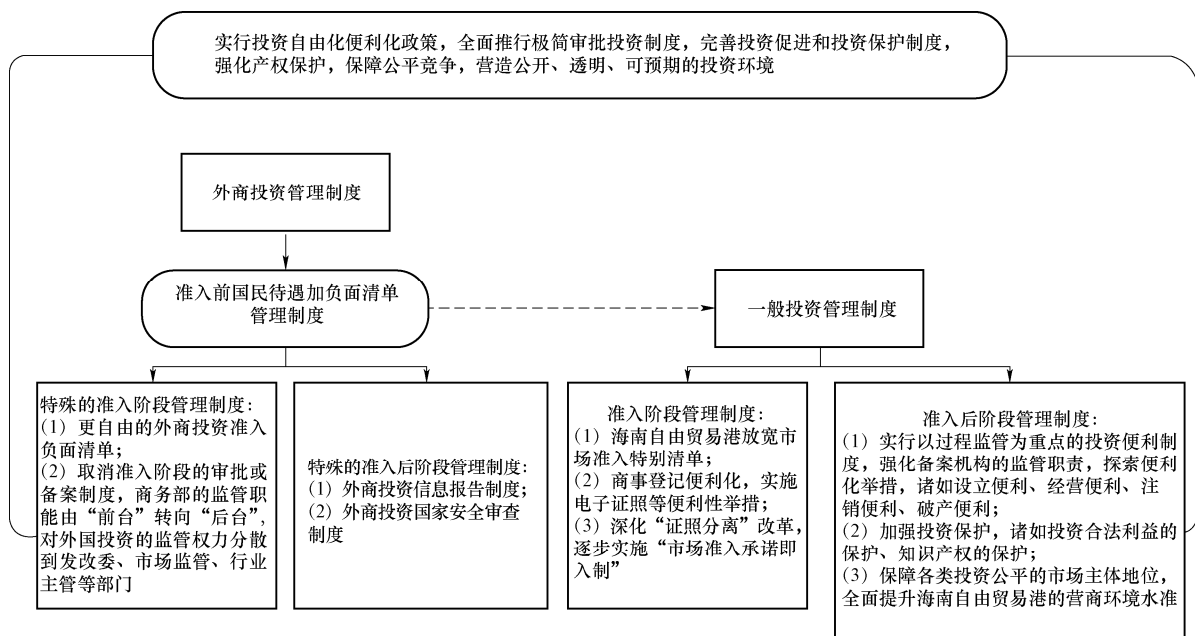 实行投资自由化便利化政策，全面推行极简审批投资制度，完善投资促进和投资保护制度，
强化产权保护，保障公平竞争，营造公开、透明、可预期的投资环境
外商投资管理制度
准入前国民待遇加负面清单
管理制度
一般投资管理制度
特殊的准入阶段管理制度：
（1）更自由的外商投资准入
负面清单；
（2）取消准入阶段的审批或
备案制度，商务部的监管职
能由“前台”转向“后台”，
对外国投资的监管权力分散
到发改委、市场监管、行业
主管等部门
特殊的准入后阶段管理制度：
（1）外商投资信息报告制度；
（2）外商投资国家安全审查
制度
准入阶段管理制度：
（1）海南自由贸易港放宽市
场准入特别清单；
（2）商事登记便利化，实施
电子证照等便利性举措；
（3）深化“证照分离”改革，
逐步实施“市场准入承诺即
入制”
准入后阶段管理制度：
（1）实行以过程监管为重点的投资便利制
度，强化备案机构的监管职责，探索便利
化举措，诸如设立便利、经营便利、注
销便利、破产便利；
（2）加强投资保护，诸如投资合法利益的
保护、知识产权的保护；
（3）保障各类投资公平的市场主体地位，
全面提升海南自由贸易港的营商环境水准